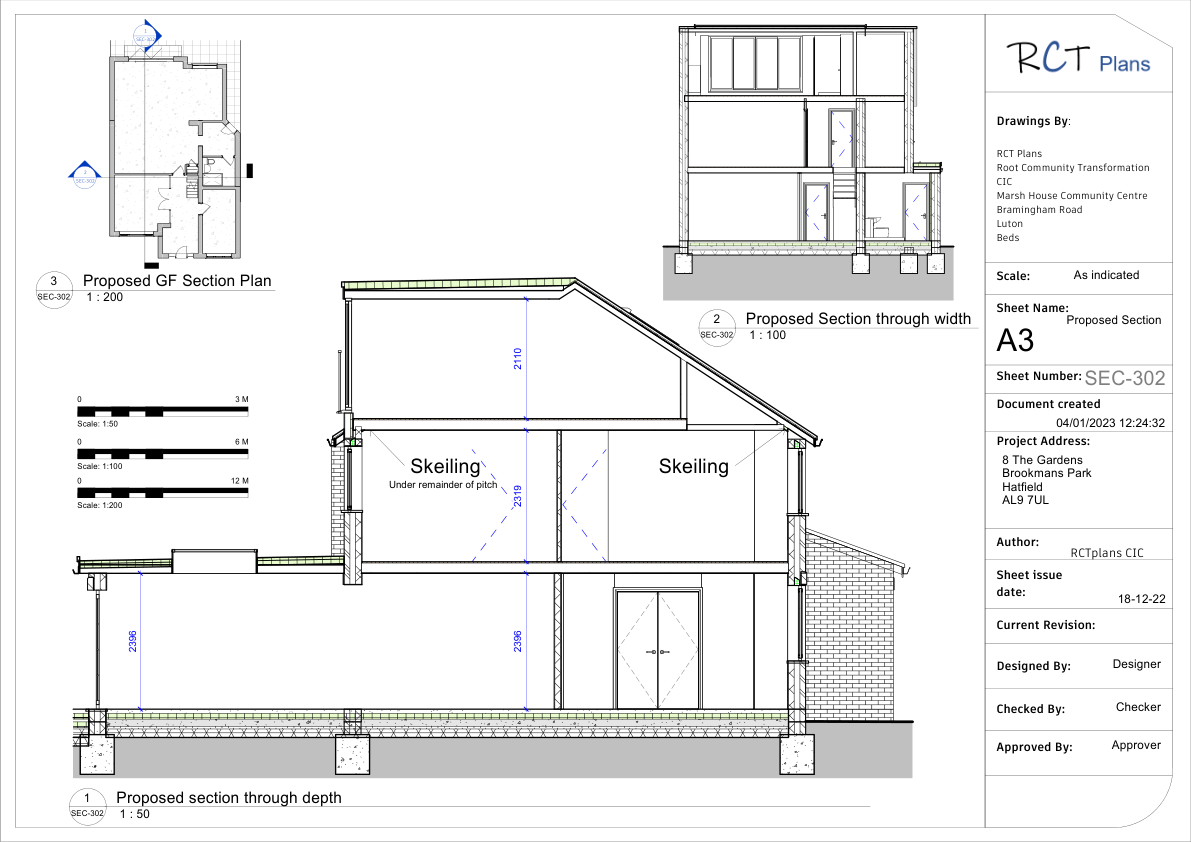 1
SEC-302
3
SEC-302
3
SEC-302
Proposed GF Section Plan
1 : 200
2
SEC-302
Proposed Section through width
1 : 100
0
3 M
Scale: 1:50
0
6 M
Scale: 1:100
0
12 M
Scale: 1:200
2110
Skeiling
Under remainder of pitch
2319
Skeiling
2396
2396
1
SEC-302
Proposed section through depth
1 : 50
RCT Plans
Drawings By:
RCT Plans
Root Community Transformation
CIC
Marsh House Community Centre
Bramingham Road
Luton
Beds
Scale: As indicated
Sheet Name:
Proposed Section
A3
Sheet Number: SEC-302
Document created
04/01/2023 12:24:32
Project Address:
8 The Gardens
Brookmans Park
Hatfield
AL9 7UL
Author:
RCTplans CIC
Sheet issue
date:
18-12-22
Current Revision:
Designed By: Designer
Checked By: Checker
Approved By: Approver